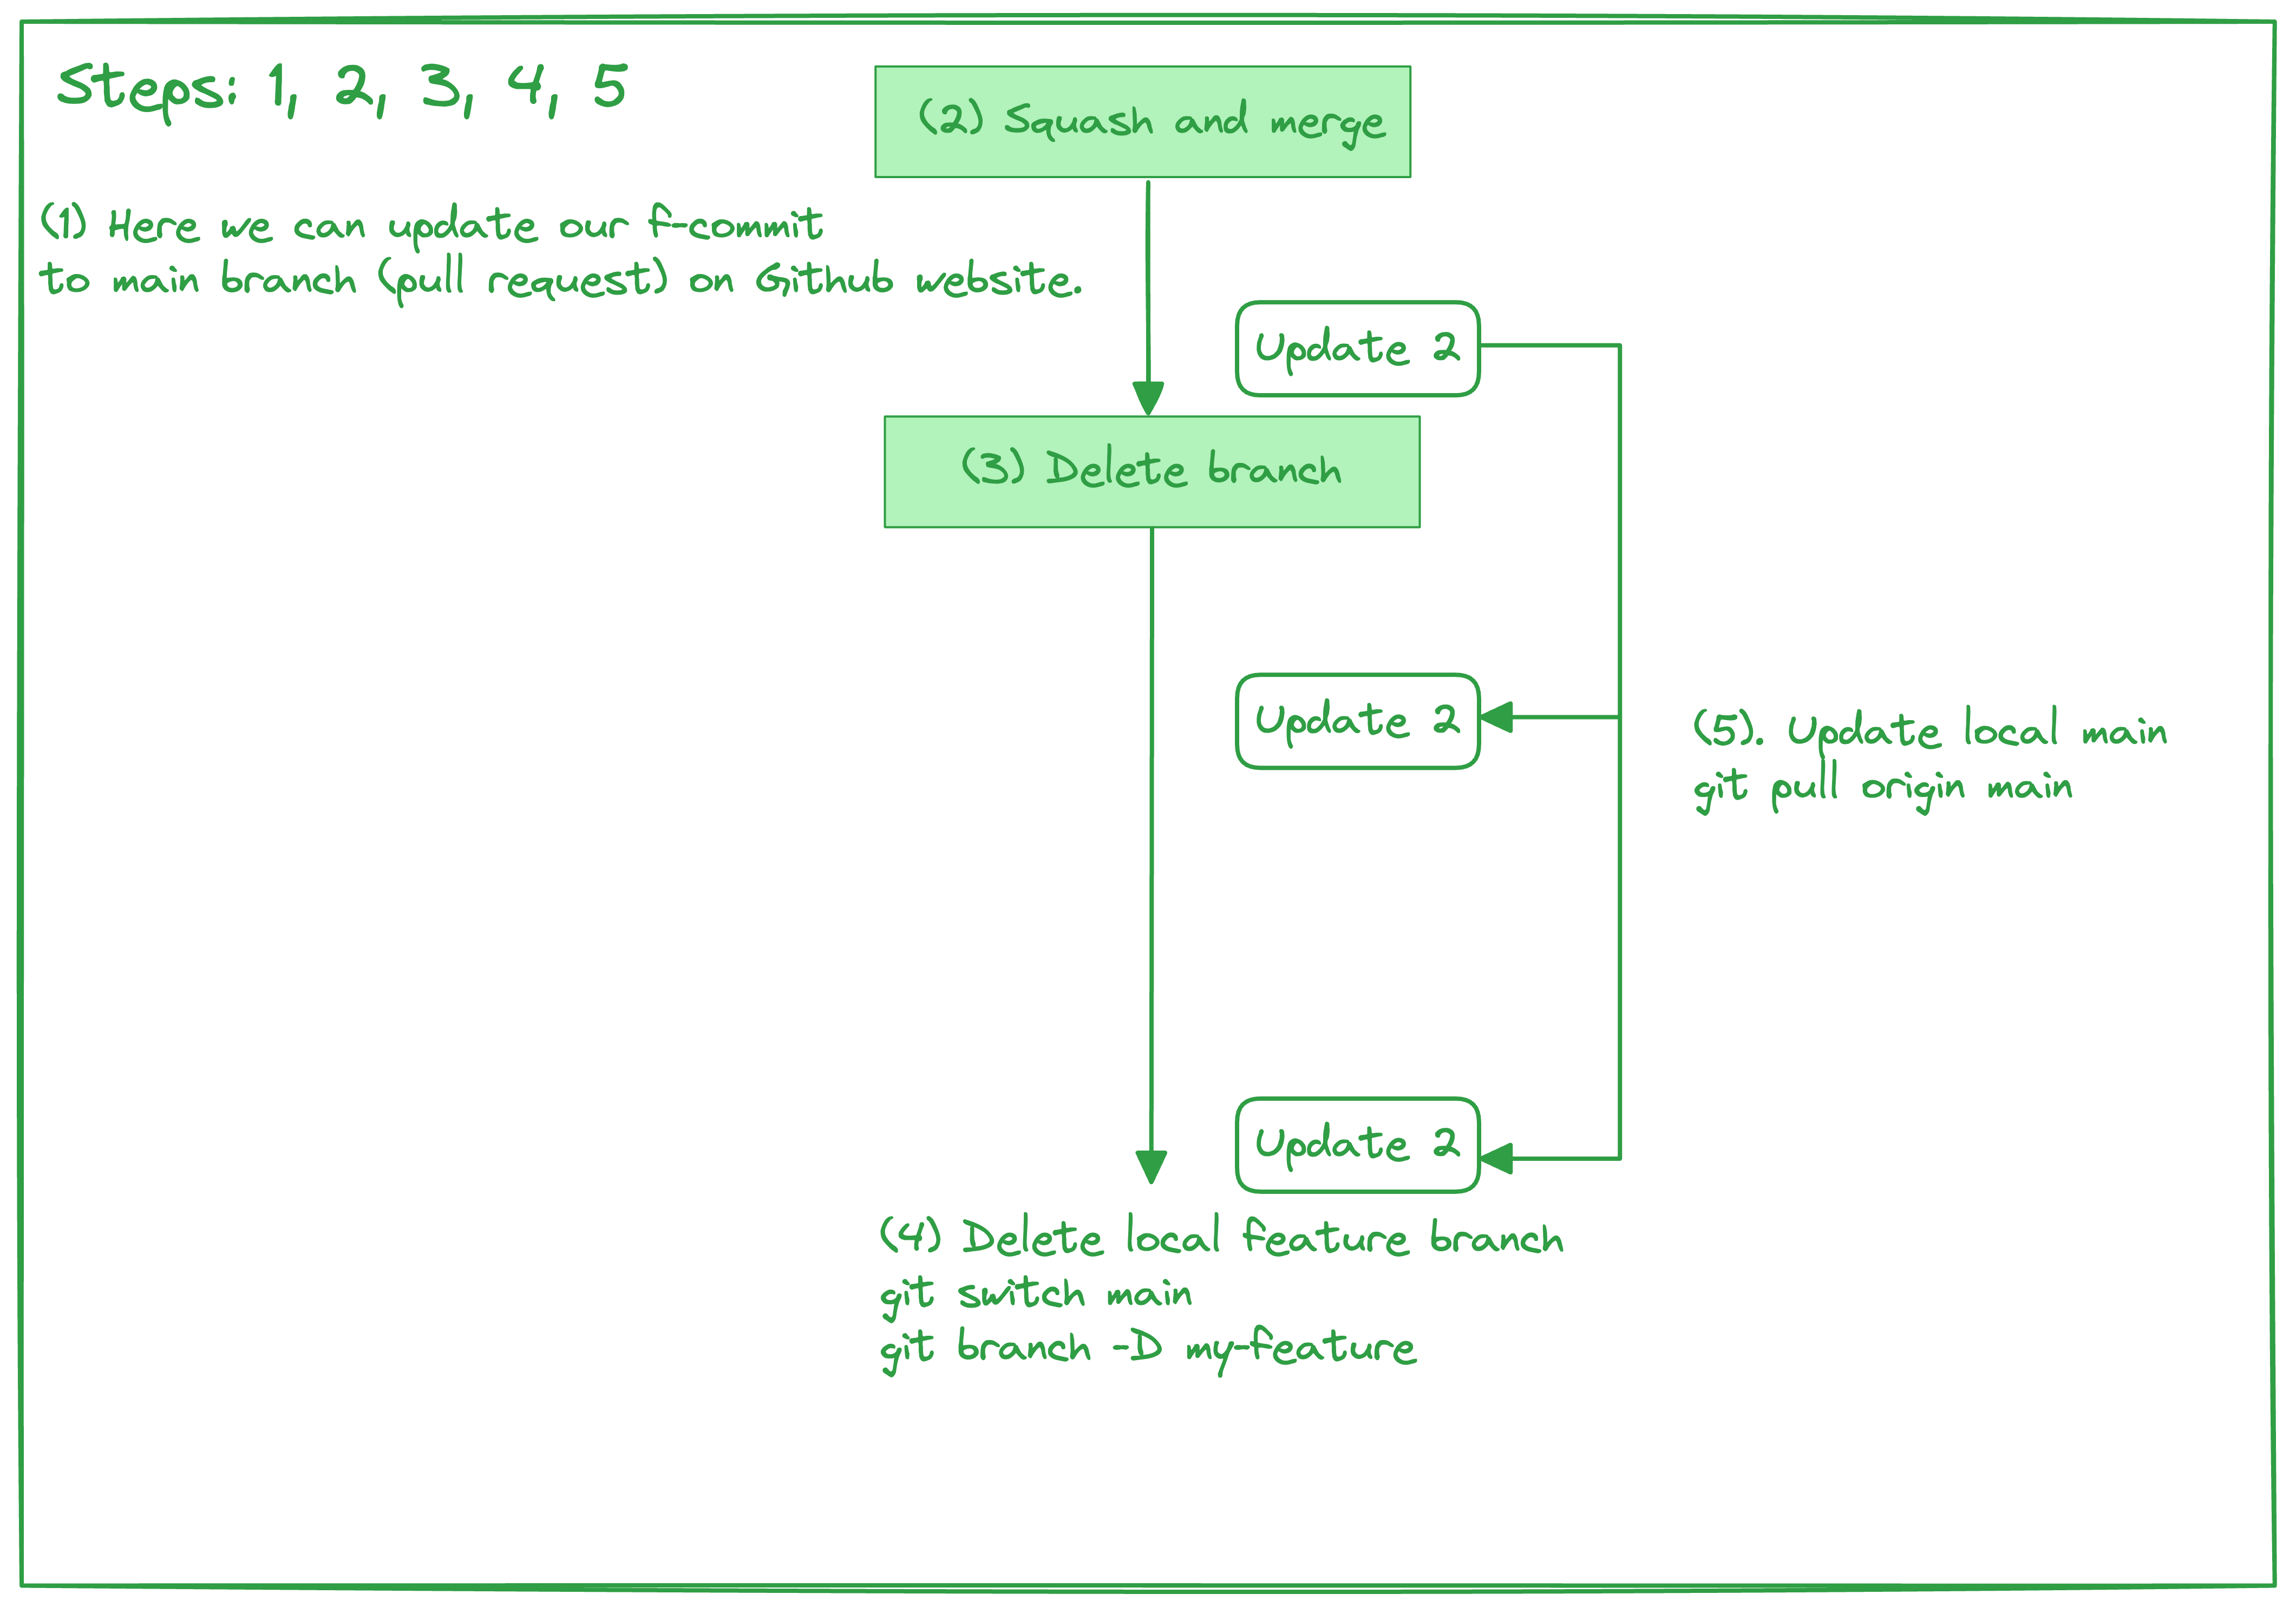 Steps: 1, 2, 3, 4, 5
(2) Squash and merge
(1) Here we can update our f-commit
to main branch (pull request) on Github website.
Update 2
(3) Delete branch
Update 2
(5). Update local main
git pull origin main
Update 2
(4) Delete local feature branch
git switch main
git branch -D my-feature